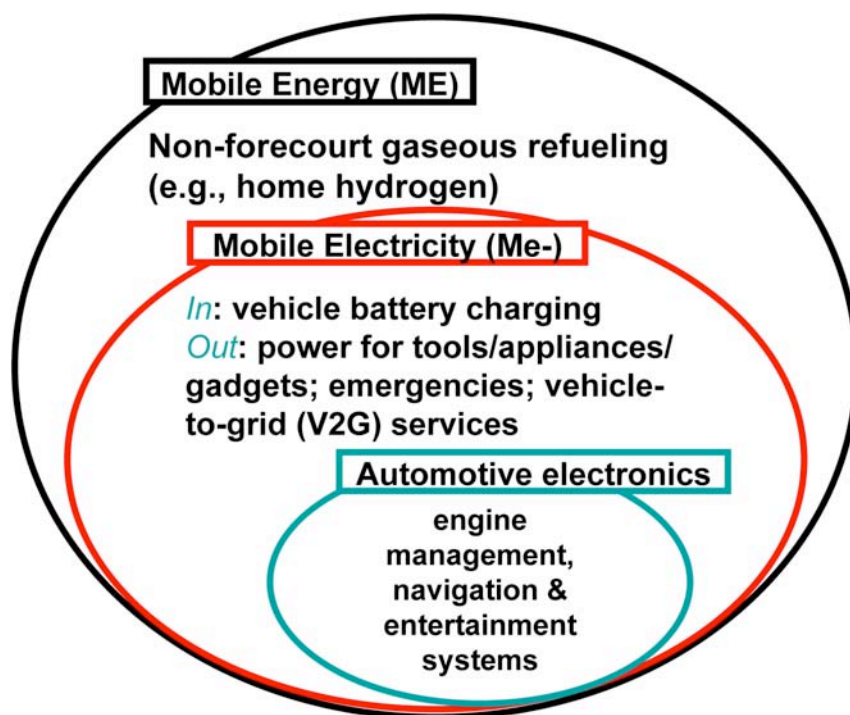 Mobile Energy (ME)
Non-forecourt gaseous refueling
(e.g., home hydrogen)
Mobile Electricity (Me-)
In: vehicle battery charging
Out: power for tools/appliances/
gadgets; emergencies; vehicle-
to-grid (V2G) services
Automotive electronics
engine
management,
navigation &
entertainment
systems